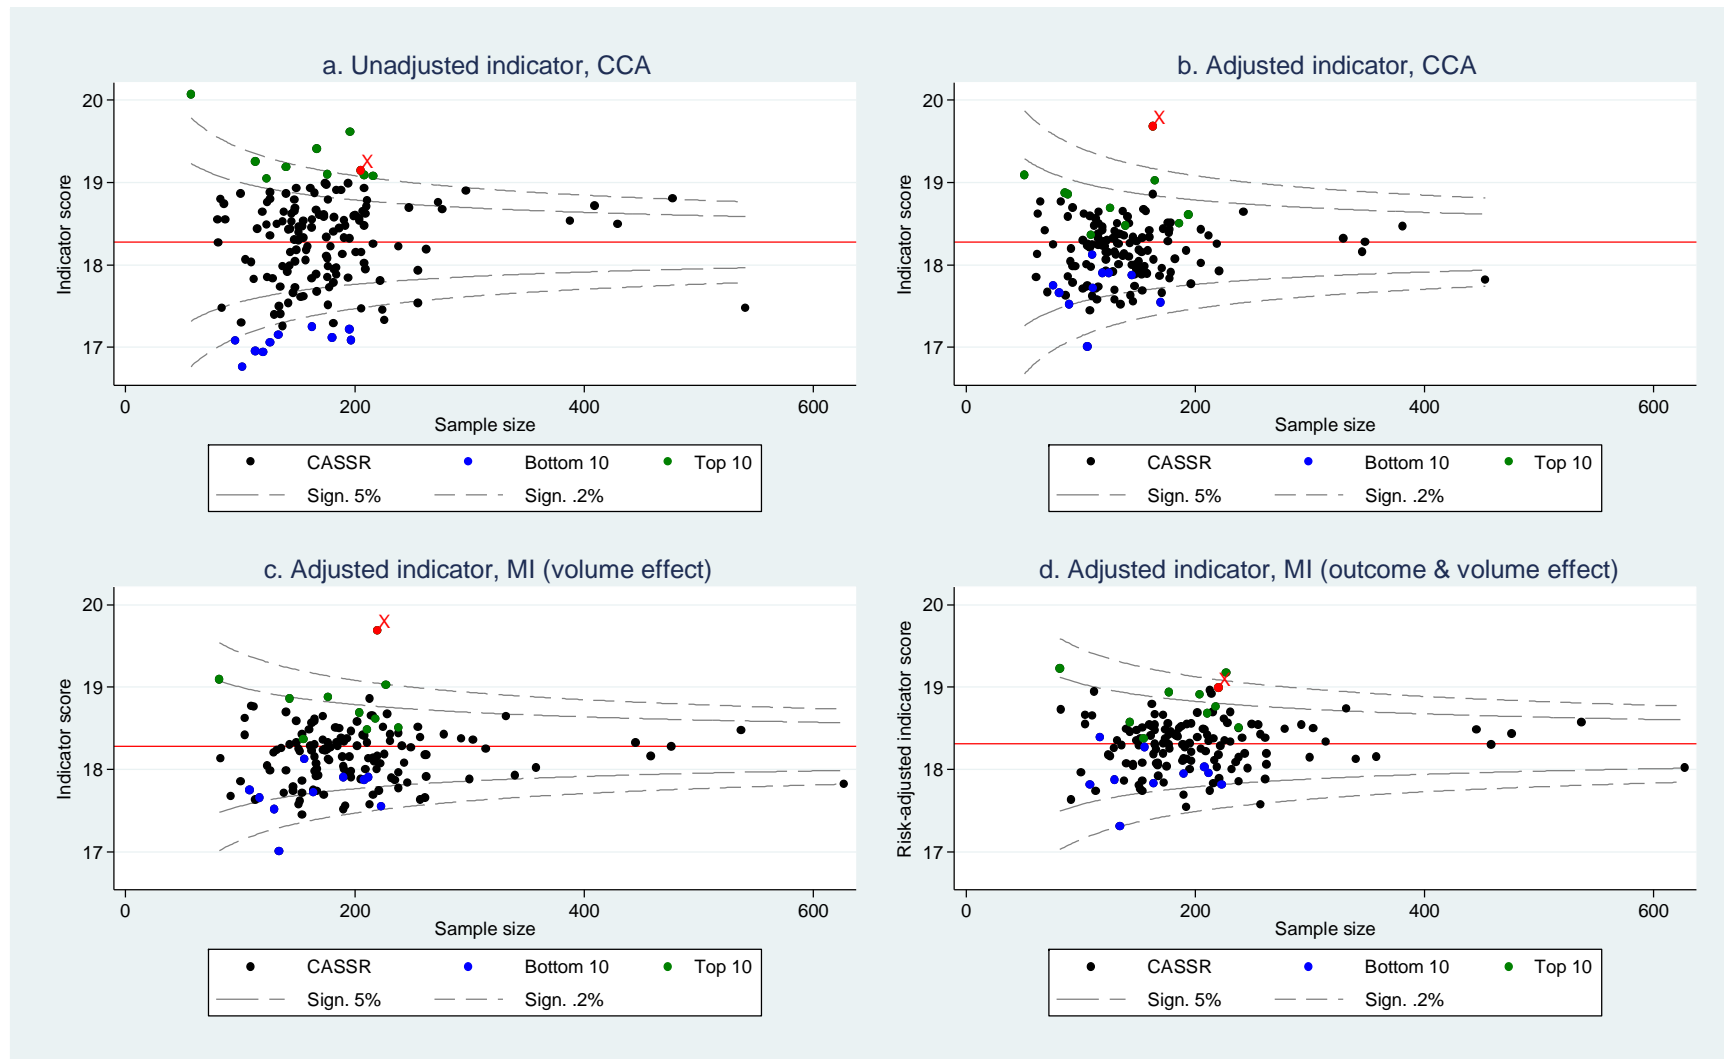 a. Unadjusted indicator, CCA
20
19
18
17
Indicator score
X
0 200 400 600
Sample size
CASSR Bottom 10 Top 10
Sign. 5% Sign. .2%
b. Adjusted indicator, CCA
20
19
18
17
Indicator score
X
0 200 400 600
Sample size
CASSR Bottom 10 Top 10
Sign. 5% Sign. .2%
c. Adjusted indicator, MI (volume effect)
20
19
18
17
Indicator score
X
0 200 400 600
Sample size
CASSR Bottom 10 Top 10
Sign. 5% Sign. .2%
d. Adjusted indicator, MI (outcome & volume effect)
20
19
18
17
Risk-adjusted indicator score
X
0 200 400 600
Sample size
CASSR Bottom 10 Top 10
Sign. 5% Sign. .2%